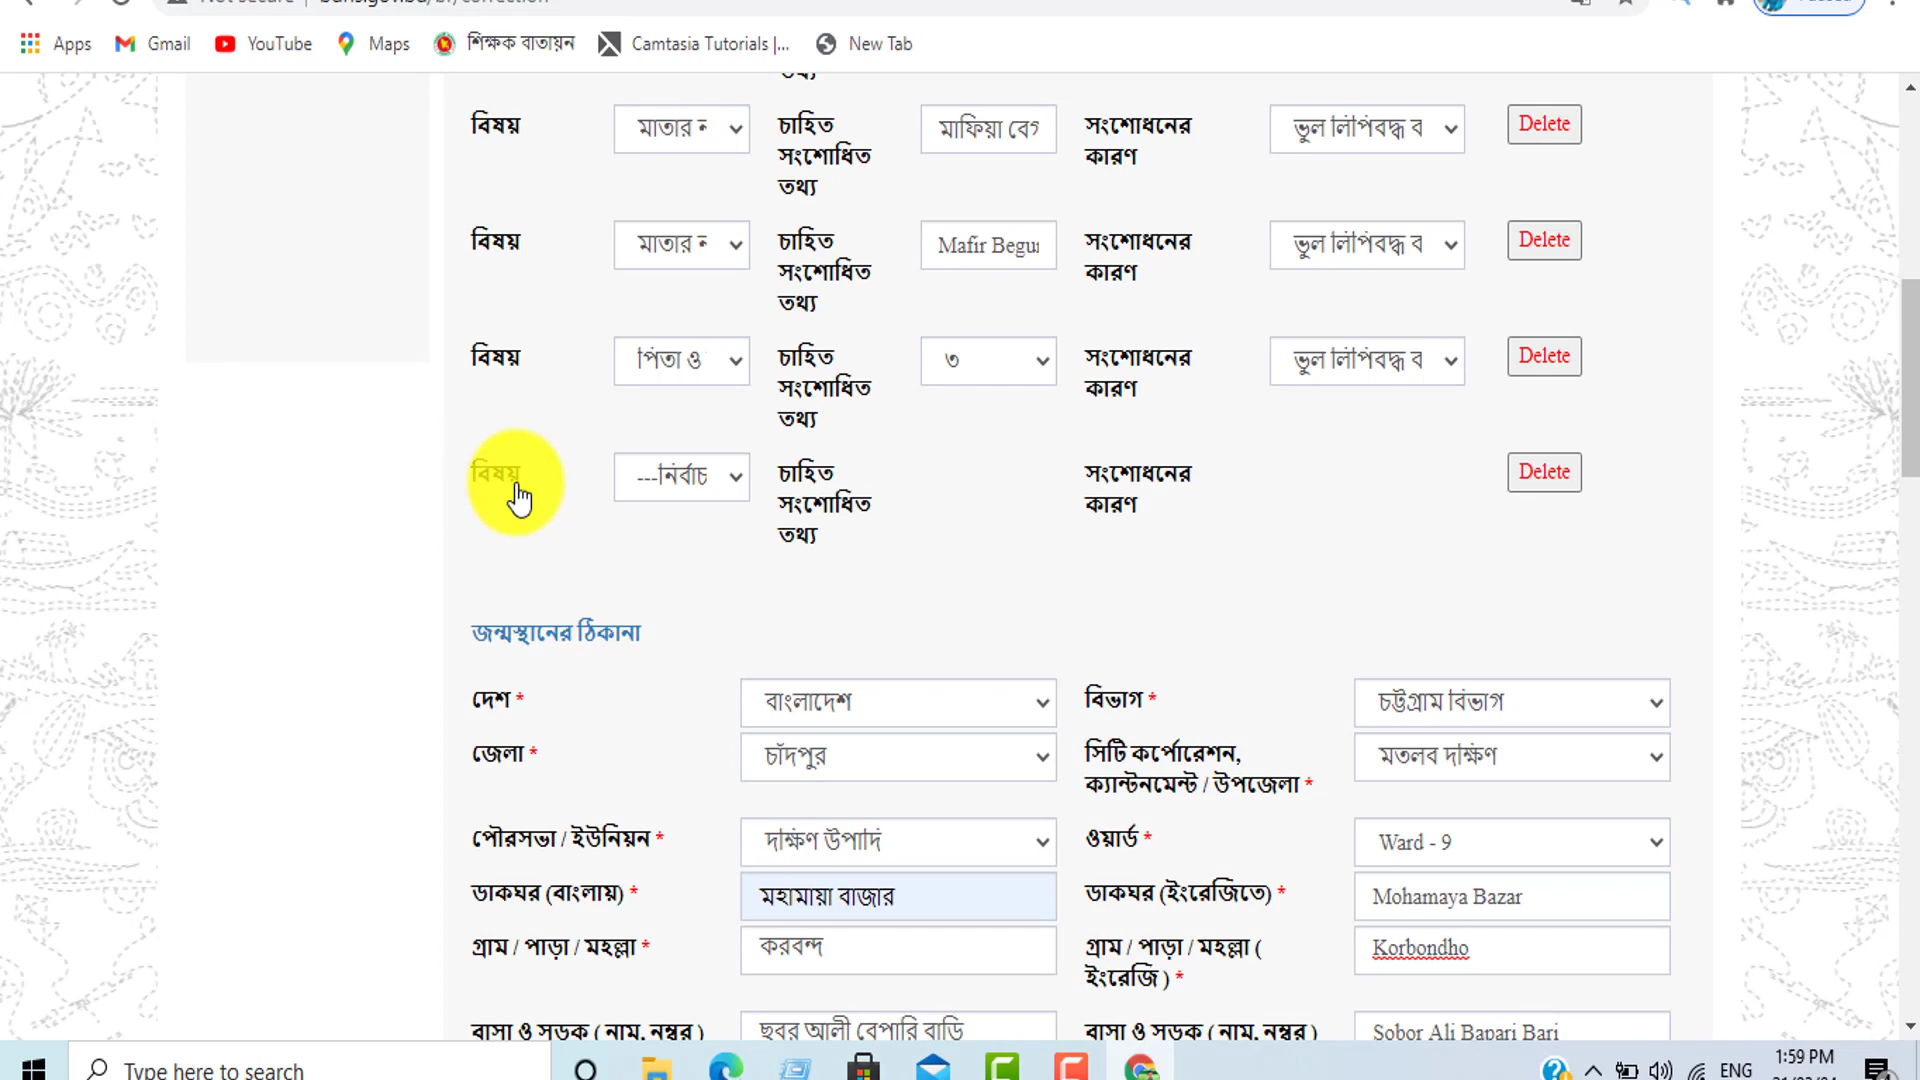 Apps Gmail YouTube Maps শিক্ষক বাতায়ন Camtasia Tutorials |... New Tab
বিষয় মাতার ন চাহিত সংশোধিত তথ্য মাফিয়া বেগ সংশোধনের কারণ ভুল লিপিবদ্ধ ব Delete
বিষয় মাতার ন চাহিত সংশোধিত তথ্য Mafir Begu সংশোধনের কারণ ভুল লিপিবদ্ধ ব Delete
বিষয় পিতা ও চাহিত সংশোধিত তথ্য ৩ সংশোধনের কারণ ভুল লিপিবদ্ধ ব Delete
বিষয় ---নির্বাচ চাহিত সংশোধিত তথ্য সংশোধনের কারণ Delete
জন্মস্থানের ঠিকানা
দেশ * বাংলাদেশ বিভাগ * চট্টগ্রাম বিভাগ
জেলা * চাঁদপুর সিটি কর্পোরেশন, ক্যান্টনমেন্ট / উপজেলা * মতলব দক্ষিণ
পৌরসভা / ইউনিয়ন * দক্ষিণ উপাদি ওয়ার্ড * Ward - 9
ডাকঘর (বাংলায়) * মহামায়া বাজার ডাকঘর (ইংরেজিতে) * Mohamaya Bazar
গ্রাম / পাড়া / মহল্লা * করবন্দ গ্রাম / পাড়া / মহল্লা ( ইংরেজি ) * Korbondho
বাসা ও সড়ক ( নাম, নম্বর ) ছবর আলী বেপারি বাড়ি বাসা ও সড়ক ( নাম, নম্বর ) Sobor Ali Bapari Bari
Type here to search ENG 1:59 PM